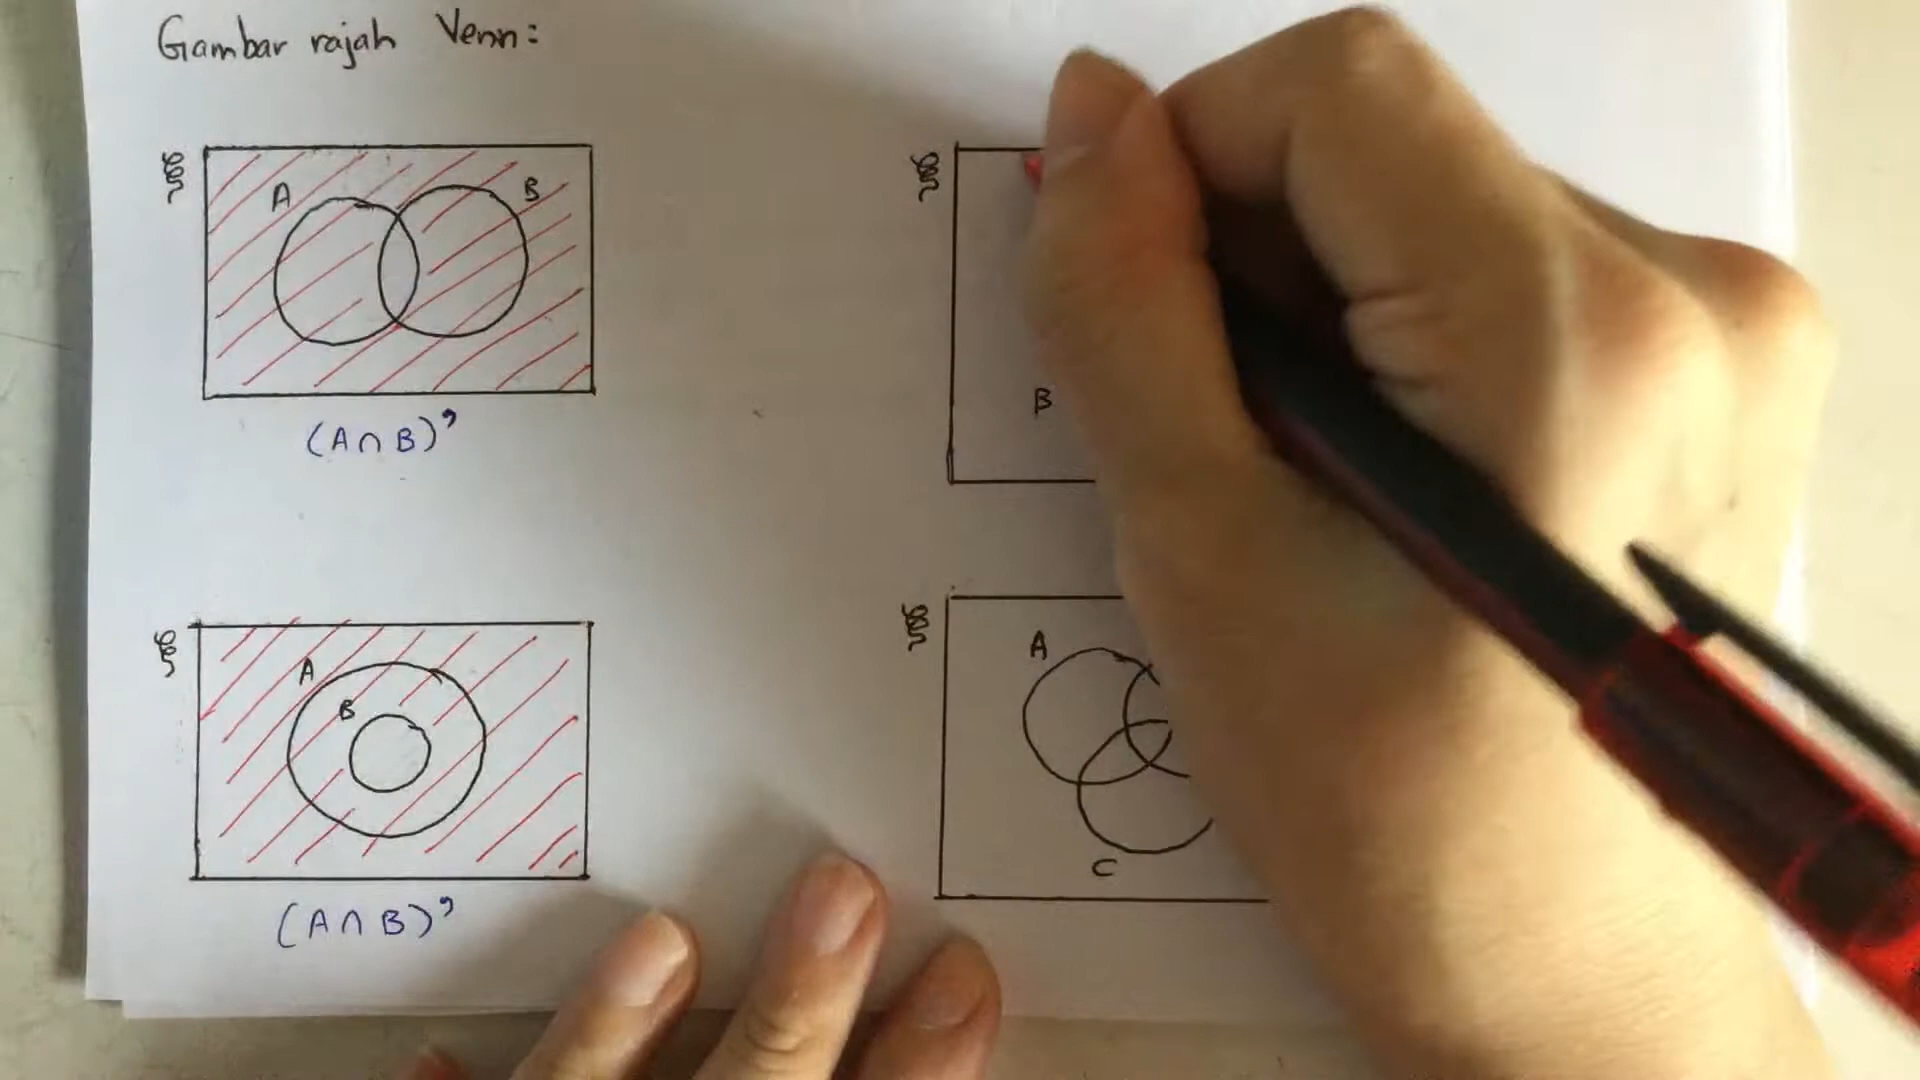 Gambar rajah Venn:
ξ
A
B
(A ∩ B)'
ξ
B
ξ
A
B
(A ∩ B)'
ξ
A
C